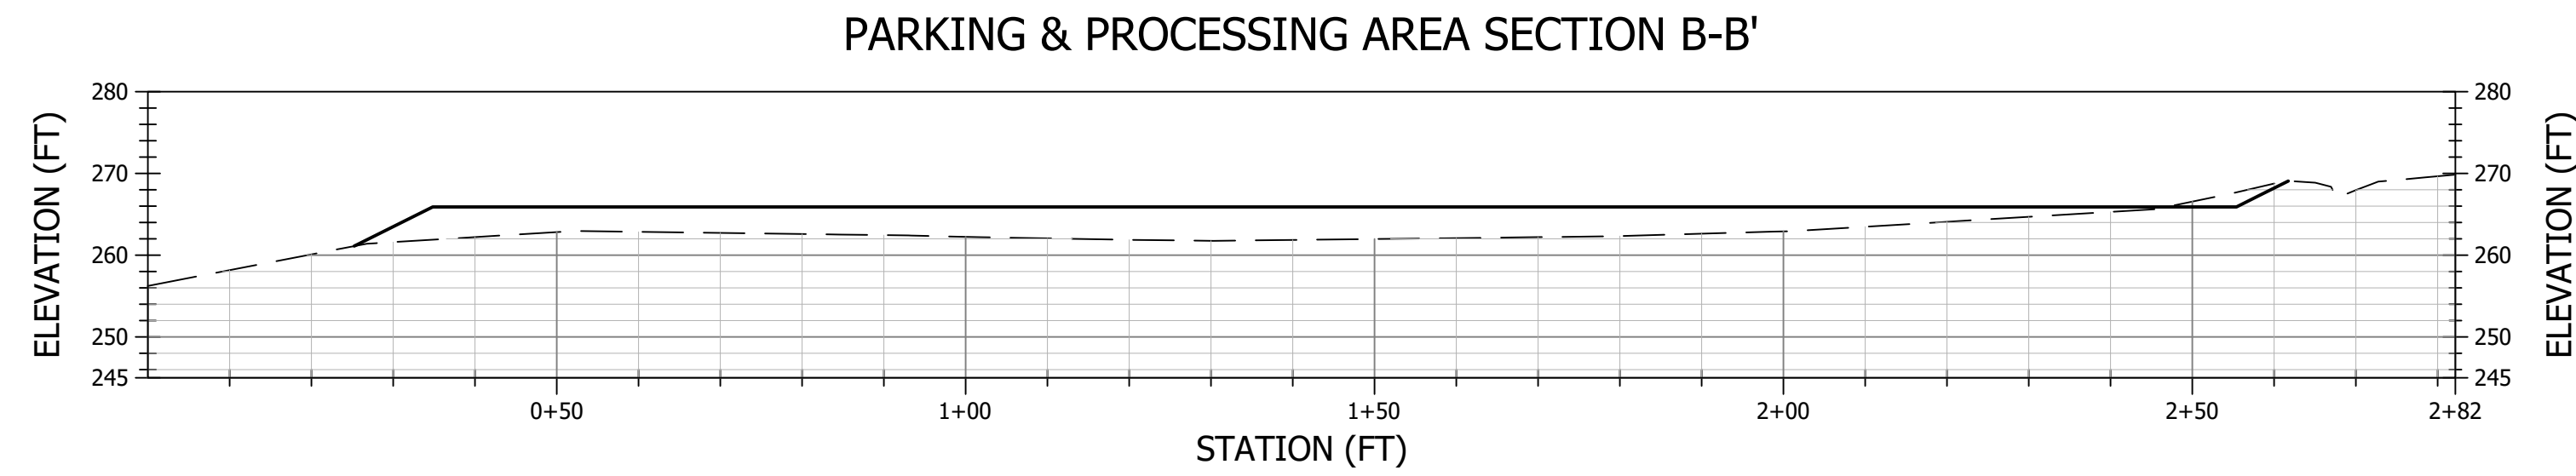 PARKING & PROCESSING AREA SECTION B-B'
ELEVATION (FT)
280
270
260
250
245
280
270
260
250
245
ELEVATION (FT)
0+50 1+00 1+50 2+00 2+50 2+82
STATION (FT)